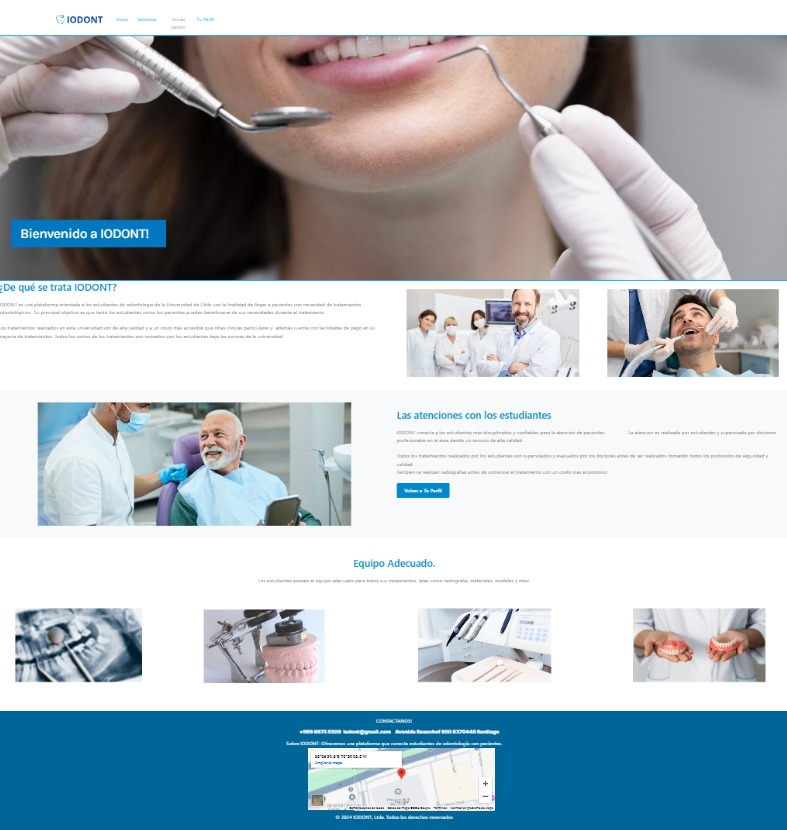 IODONT
Inicio
Servicios
Iniciar
Sesión
Tu Perfil
Bienvenido a IODONT!
¿De qué se trata IODONT?
IODONT es una plataforma orientada a los estudiantes de odontología de la Universidad de Chile con la finalidad de llegar a pacientes con necesidad de tratamientos
odontológicos. Su principal objetivo es que tanto los estudiantes como los pacientes puedan beneficiarse de sus necesidades durante el tratamiento.
Los tratamientos realizados en esta universidad son de alta calidad y a un costo más accesible que otras clínicas particulares y además cuenta con facilidades de pago en su
mayoría de tratamientos. Todos los costos de los tratamientos son revisados con los estudiantes bajo las normas de la universidad.
Las atenciones con los estudiantes
IODONT conecta a los estudiantes más disciplinados y confiables para la atención de pacientes. La atencion es realizada por estudiantes y supervisada por doctores
profesionales en el área dando un servicio de alta calidad.
Todos los tratamientos realizados por los estudiantes son supervisados y evaluados por los doctores antes de ser realizados tomando todos los protocolos de seguridad y
calidad.
Tambien se realizan radiografías antes de comenzar el tratamiento con un costo mas economico.
Volver a Tu Perfil
Equipo Adecuado.
Los estudiantes poseen el equipo adecuado para todos sus tratamientos, tales como radiografía, materiales, modelos y más!
CONTACTANOS!
iodont@gmail.com
Sobre IODONT: Ofrecemos una plataforma que conecta estudiantes de odontología con pacientes.
Ampliar el mapa
© 2024 IODONT, Ltda. Todos los derechos reservados